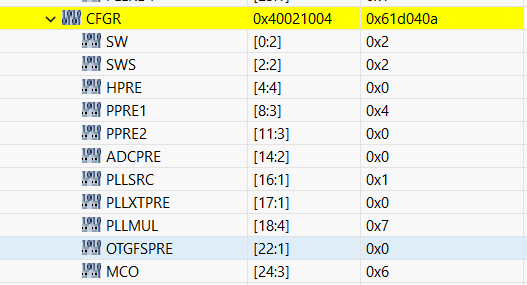 CFGR 0x40021004 0x61d040a
SW [0:2] 0x2
SWS [2:2] 0x2
HPRE [4:4] 0x0
PPRE1 [8:3] 0x4
PPRE2 [11:3] 0x0
ADCPRE [14:2] 0x0
PLLSRC [16:1] 0x1
PLLXTPRE [17:1] 0x0
PLLMUL [18:4] 0x7
OTGFSPRE [22:1] 0x0
MCO [24:3] 0x6